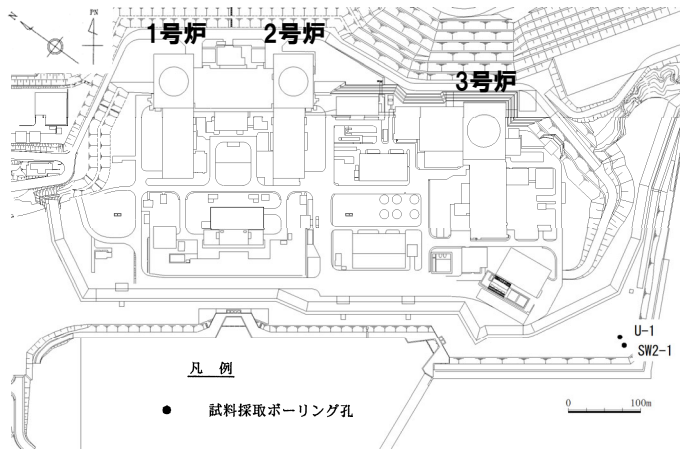 N
PN
1号炉
2号炉
3号炉
U-1
SW2-1
凡 例
● 試料採取ボーリング孔
0 100m